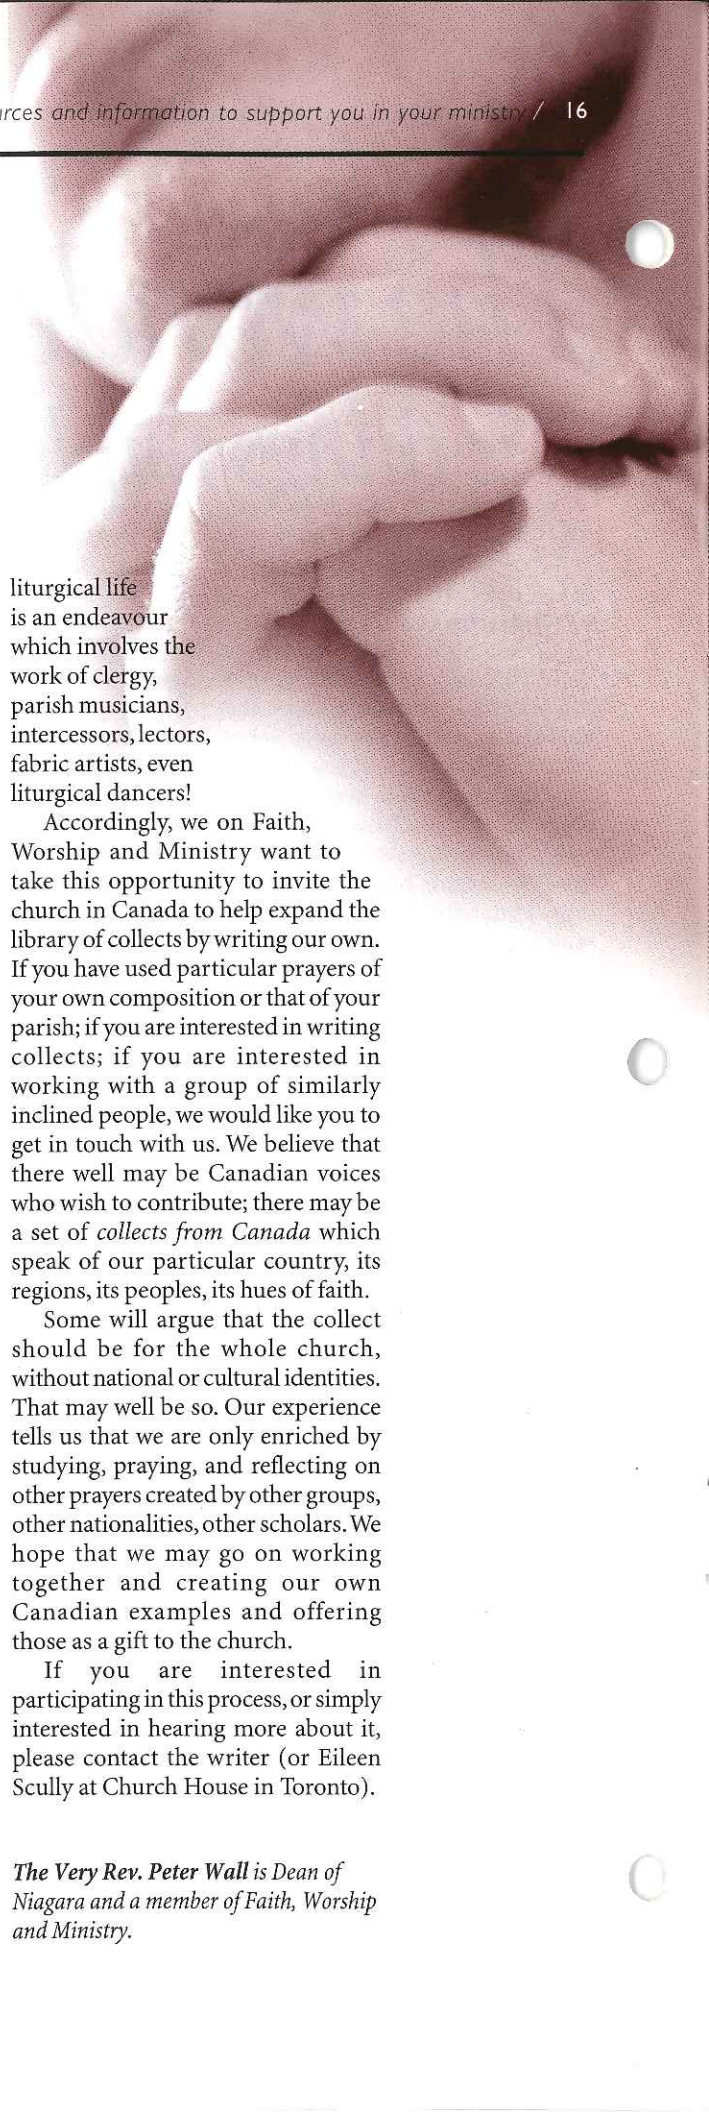 and information to support you in your ministry / 16
liturgical life
is an endeavour
which involves the
work of clergy,
parish musicians,
intercessors, lectors,
fabric artists, even
liturgical dancers!
Accordingly, we on Faith,
Worship and Ministry want to
take this opportunity to invite the
church in Canada to help expand the
library of collects by writing our own.
If you have used particular prayers of
your own composition or that of your
parish; if you are interested in writing
collects; if you are interested in
working with a group of similarly
inclined people, we would like you to
get in touch with us. We believe that
there well may be Canadian voices
who wish to contribute; there may be
a set of collects from Canada which
speak of our particular country, its
regions, its peoples, its hues of faith.
Some will argue that the collect
should be for the whole church,
without national or cultural identities.
That may well be so. Our experience
tells us that we are only enriched by
studying, praying, and reflecting on
other prayers created by other groups,
other nationalities, other scholars. We
hope that we may go on working
together and creating our own
Canadian examples and offering
those as a gift to the church.
If you are interested in
participating in this process, or simply
interested in hearing more about it,
please contact the writer (or Eileen
Scully at Church House in Toronto).
The Very Rev. Peter Wall is Dean of
Niagara and a member of Faith, Worship
and Ministry.